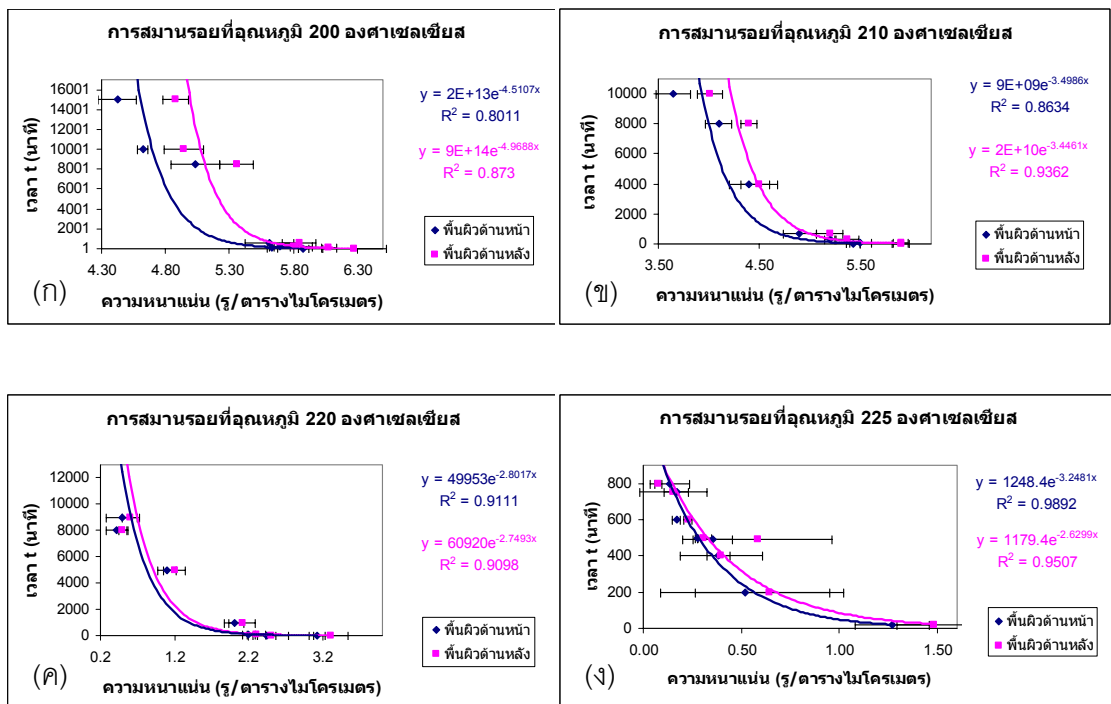 การสมานรอยที่อุณหภูมิ 200 องศาเซลเซียส
16001
14001
12001
10001
8001
6001
4001
2001
1
เวลา t (นาที)
4.30 4.80 5.30 5.80 6.30
ความหนาแน่น (รู/ตารางไมโครเมตร)
y = 2E+13e-4.5107x
R2 = 0.8011
y = 9E+14e-4.9688x
R2 = 0.873
พื้นผิวด้านหน้า
พื้นผิวด้านหลัง
(ก)
การสมานรอยที่อุณหภูมิ 210 องศาเซลเซียส
10000
8000
6000
4000
2000
0
เวลา t (นาที)
3.50 4.50 5.50
ความหนาแน่น (รู/ตารางไมโครเมตร)
y = 9E+09e-3.4986x
R2 = 0.8634
y = 2E+10e-3.4461x
R2 = 0.9362
พื้นผิวด้านหน้า
พื้นผิวด้านหลัง
(ข)
การสมานรอยที่อุณหภูมิ 220 องศาเซลเซียส
12000
10000
8000
6000
4000
2000
0
เวลา t (นาที)
0.2 1.2 2.2 3.2
ความหนาแน่น (รู/ตารางไมโครเมตร)
y = 49953e-2.8017x
R2 = 0.9111
y = 60920e-2.7493x
R2 = 0.9098
พื้นผิวด้านหน้า
พื้นผิวด้านหลัง
(ค)
การสมานรอยที่อุณหภูมิ 225 องศาเซลเซียส
800
600
400
200
0
เวลา t (นาที)
0.00 0.50 1.00 1.50
ความหนาแน่น (รู/ตารางไมโครเมตร)
y = 1248.4e-3.2481x
R2 = 0.9892
y = 1179.4e-2.6299x
R2 = 0.9507
พื้นผิวด้านหน้า
พื้นผิวด้านหลัง
(ง)